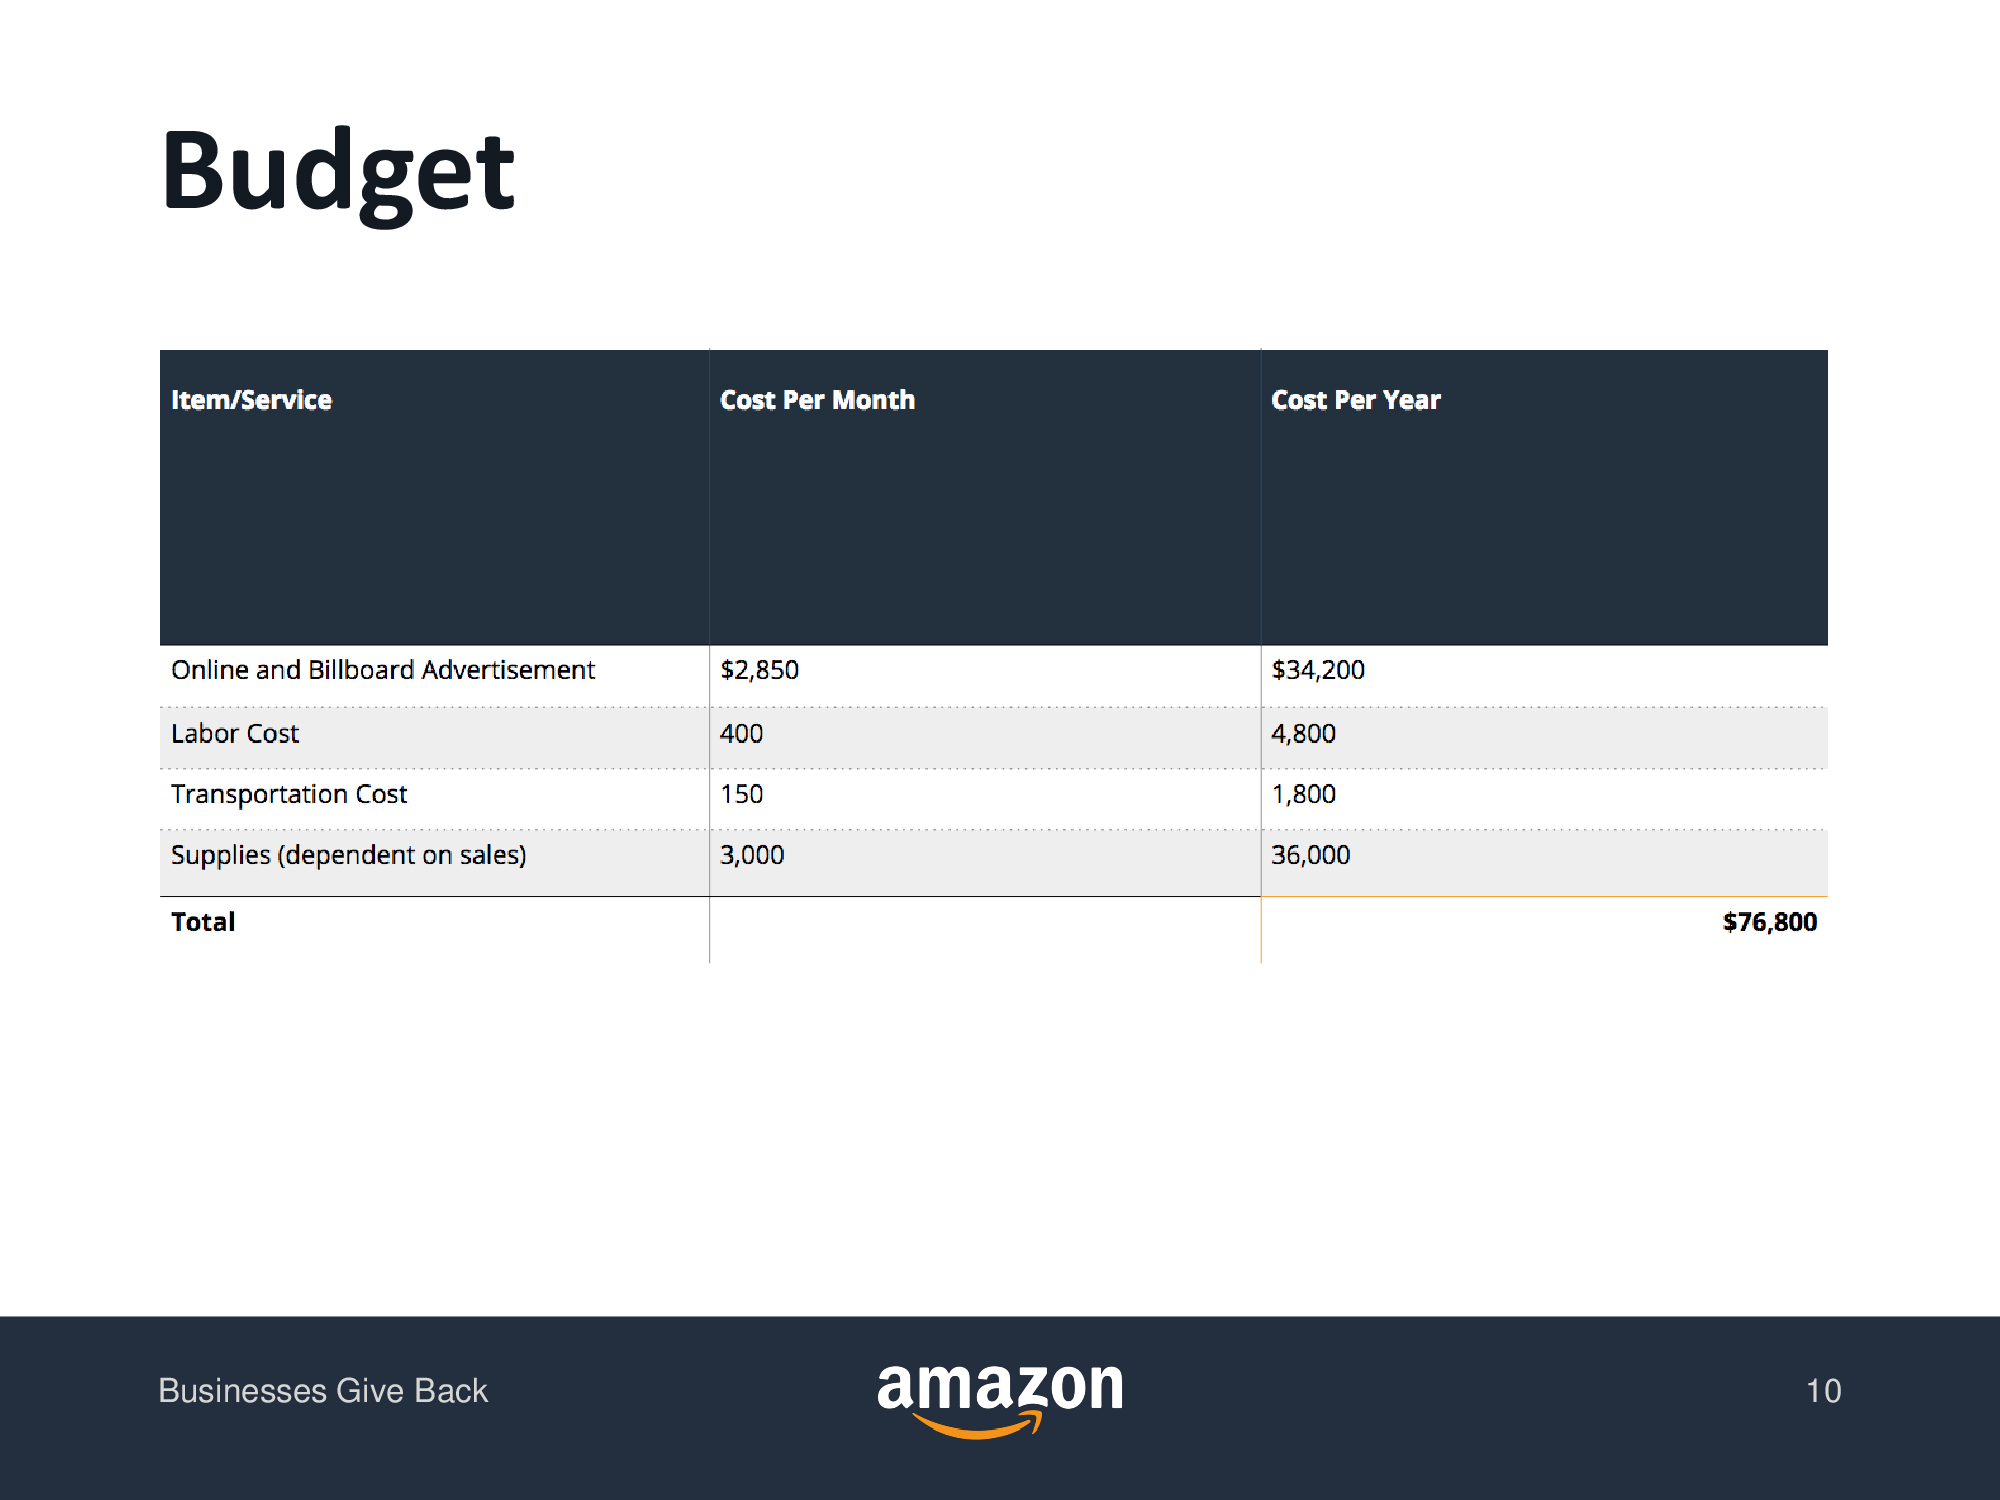 Budget
Item/Service Cost Per Month Cost Per Year
Online and Billboard Advertisement $2,850 $34,200
Labor Cost 400 4,800
Transportation Cost 150 1,800
Supplies (dependent on sales) 3,000 36,000
Total $76,800
Businesses Give Back amazon 10